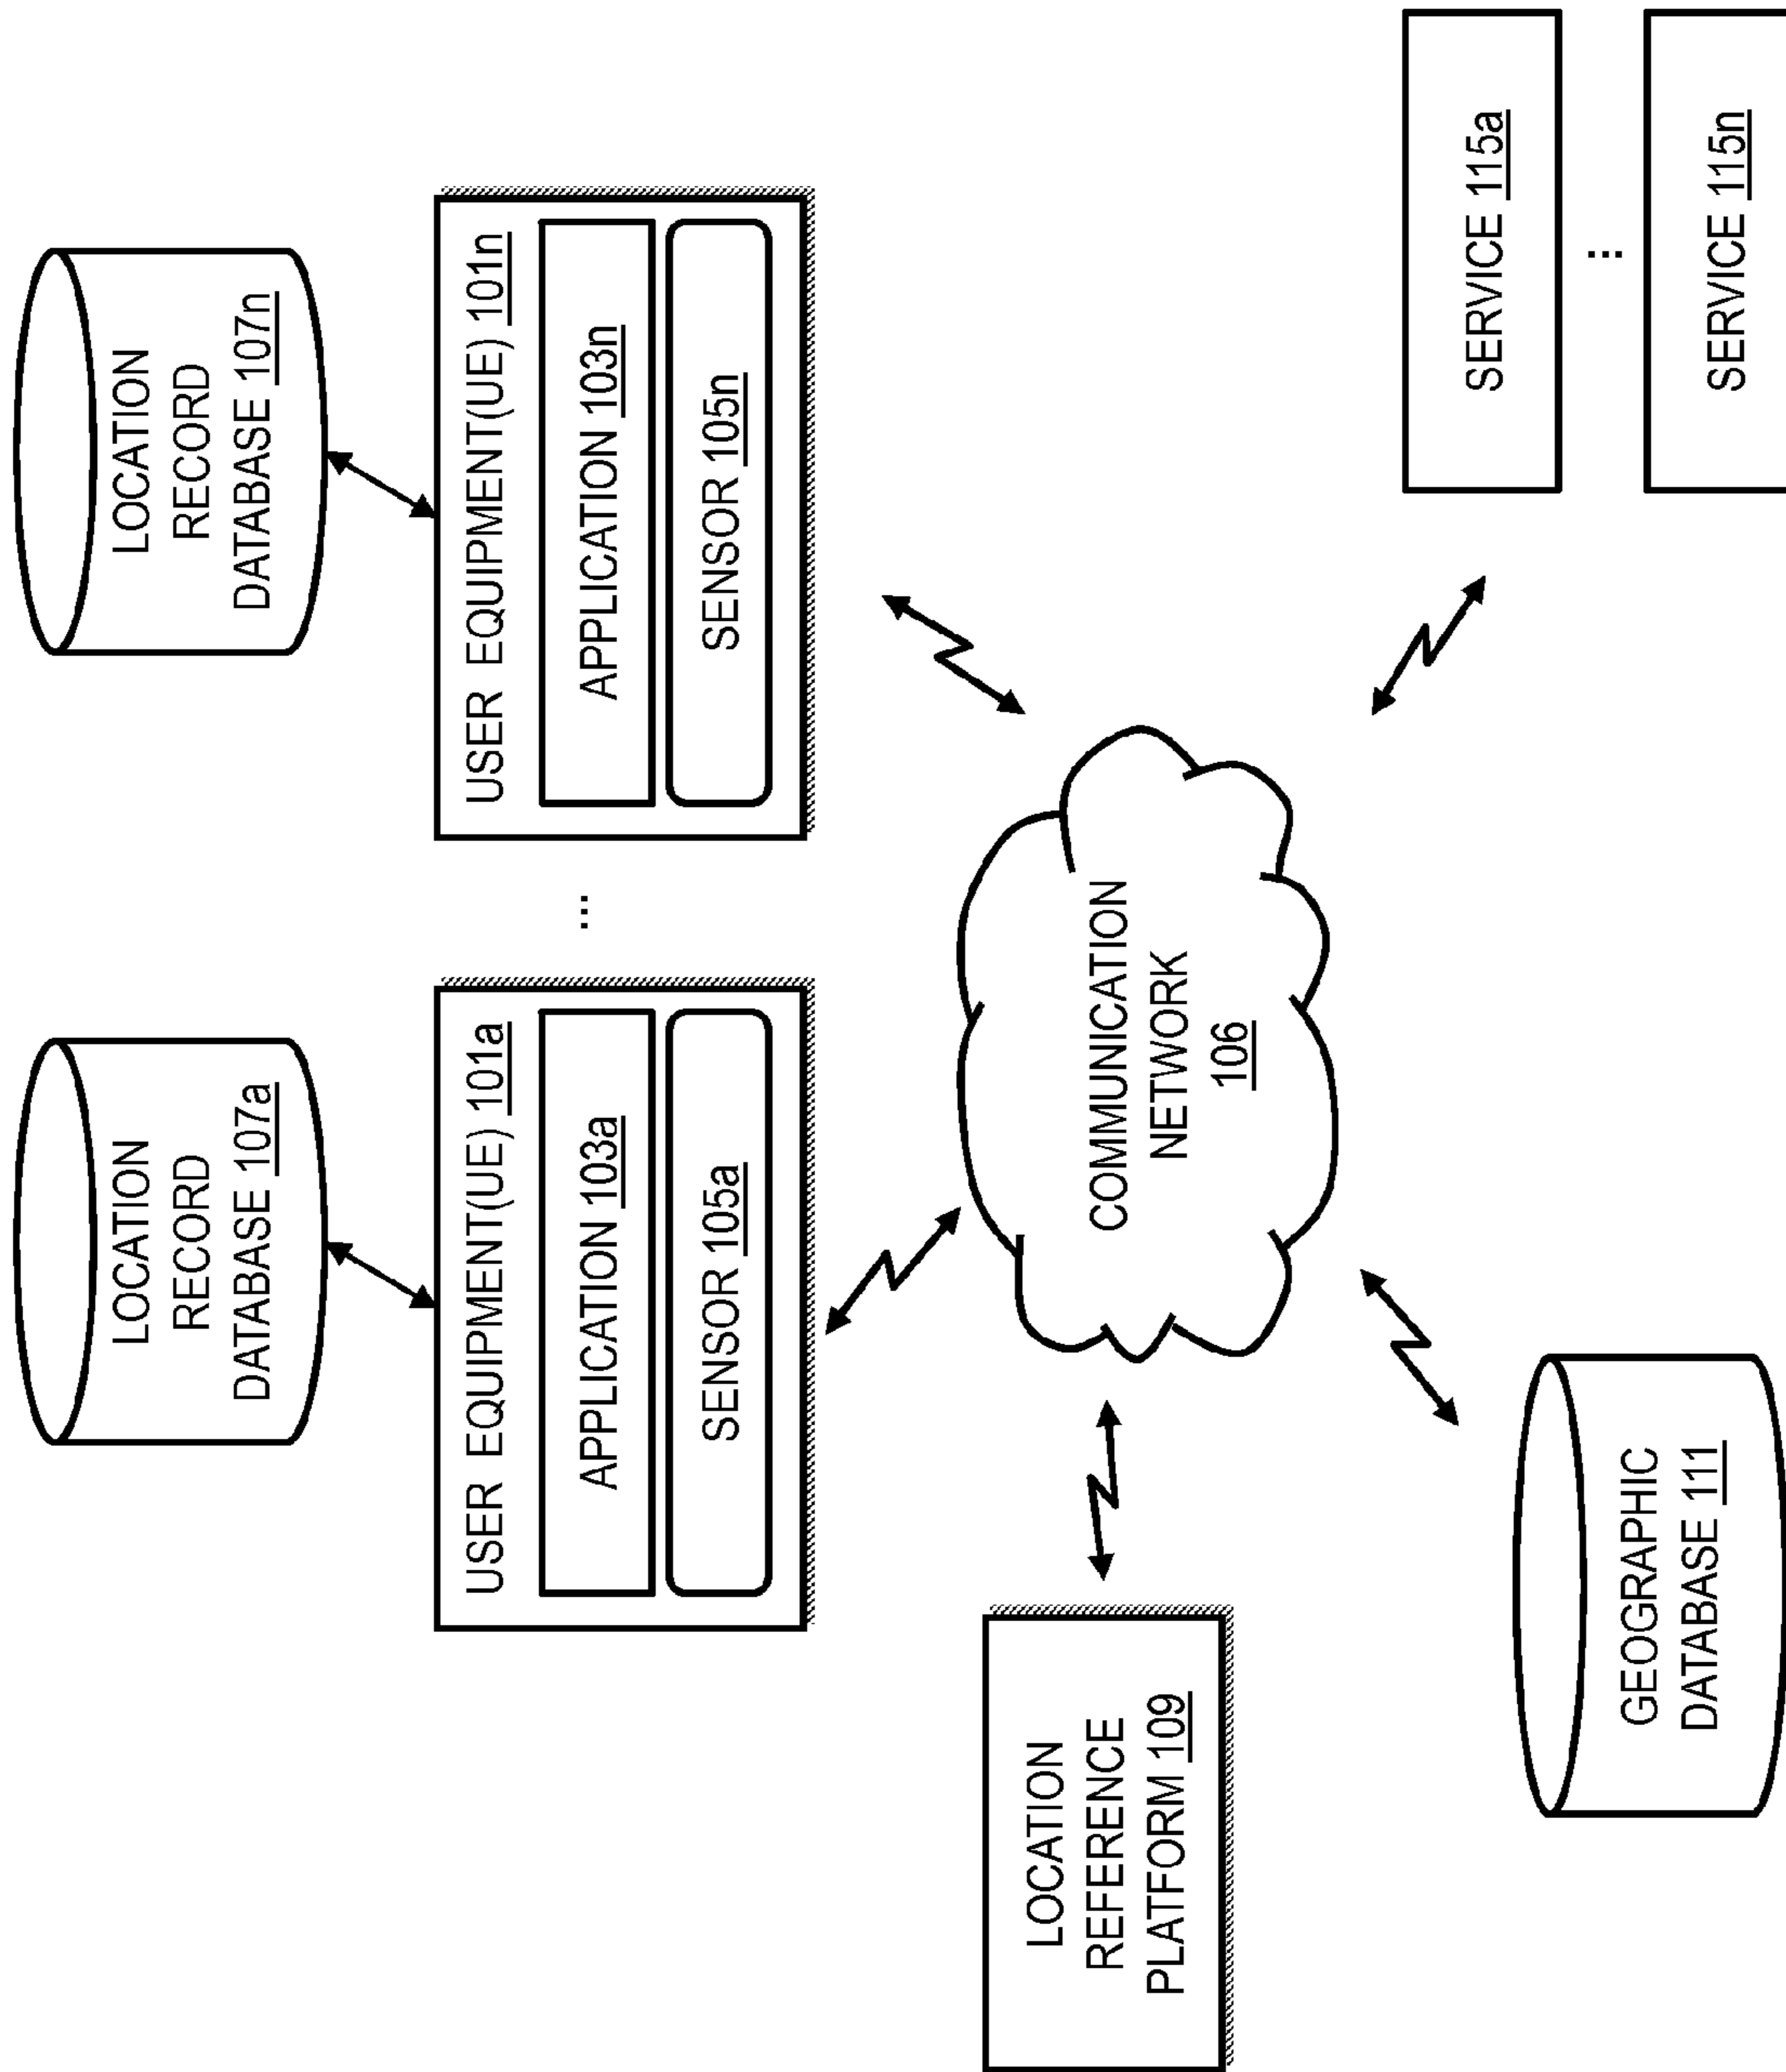 LOCATION
RECORD
DATABASE 107a
LOCATION
RECORD
DATABASE 107n
USER EQUIPMENT(UE) 101a
APPLICATION 103a
SENSOR 105a
...
USER EQUIPMENT(UE) 101n
APPLICATION 103n
SENSOR 105n
LOCATION
REFERENCE
PLATFORM 109
COMMUNICATION
NETWORK
106
GEOGRAPHIC
DATABASE 111
SERVICE 115a
...
SERVICE 115n